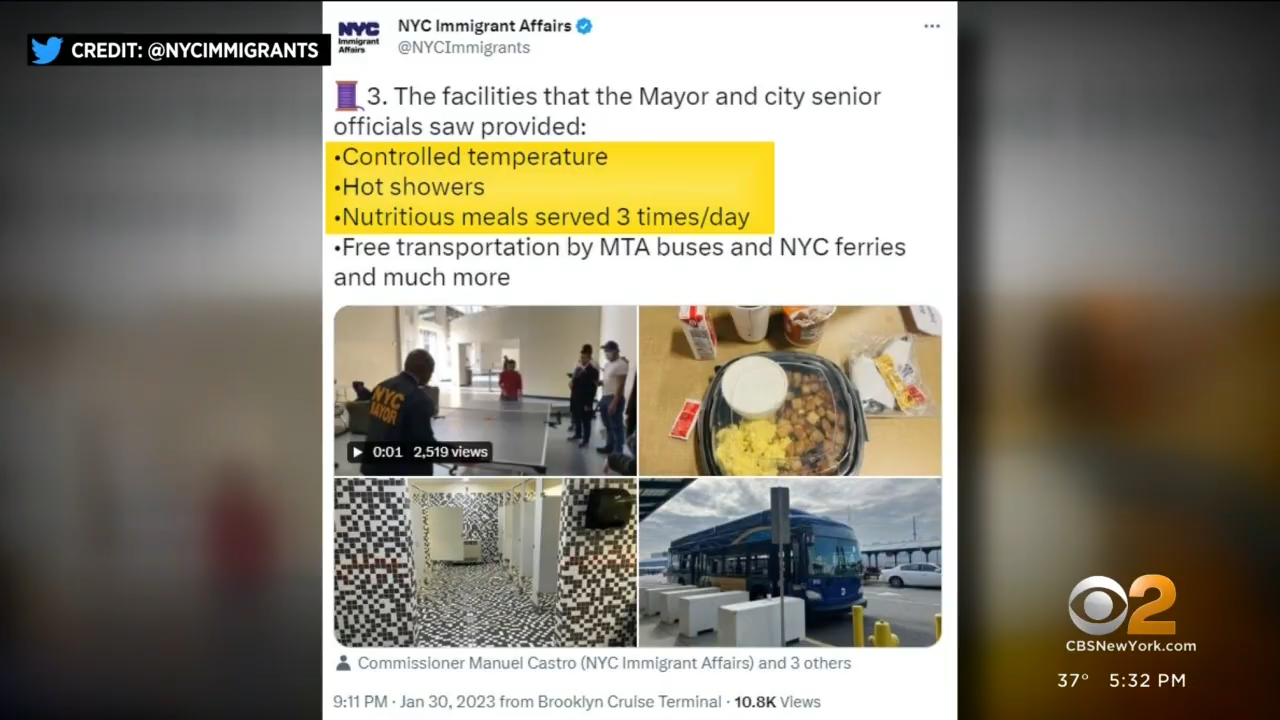 CREDIT: @NYCIMMIGRANTS
NYC
Immigrant
Affairs
NYC Immigrant Affairs
@NYCImmigrants
3. The facilities that the Mayor and city senior
officials saw provided:
•Controlled temperature
•Hot showers
•Nutritious meals served 3 times/day
•Free transportation by MTA buses and NYC ferries
and much more
NYC
MAYOR
0:01 2,519 views
Commissioner Manuel Castro (NYC Immigrant Affairs) and 3 others
9:11 PM · Jan 30, 2023 from Brooklyn Cruise Terminal · 10.8K Views
2
CBSNewYork.com
37° 5:32 PM